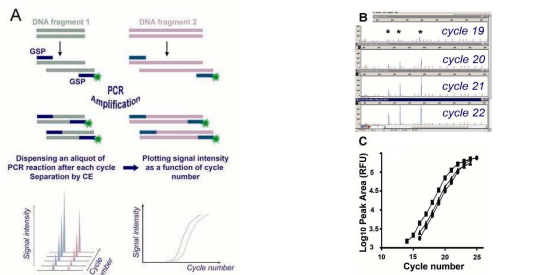 A
DNA fragment 1
DNA fragment 2
GSP
GSP
PCR
Amplification
Dispensing an aliquot of
PCR reaction after each cycle
Separation by CE
Plotting signal intensity
as a function of cycle
number
Signal intensity
Cycle
number
Signal intensity
Cycle number
B
* * *
cycle 19
cycle 20
cycle 21
cycle 22
C
Log10 Peak Area (RFU)
5.5
5
4.5
4
3.5
3
10 15 20 25
Cycle number